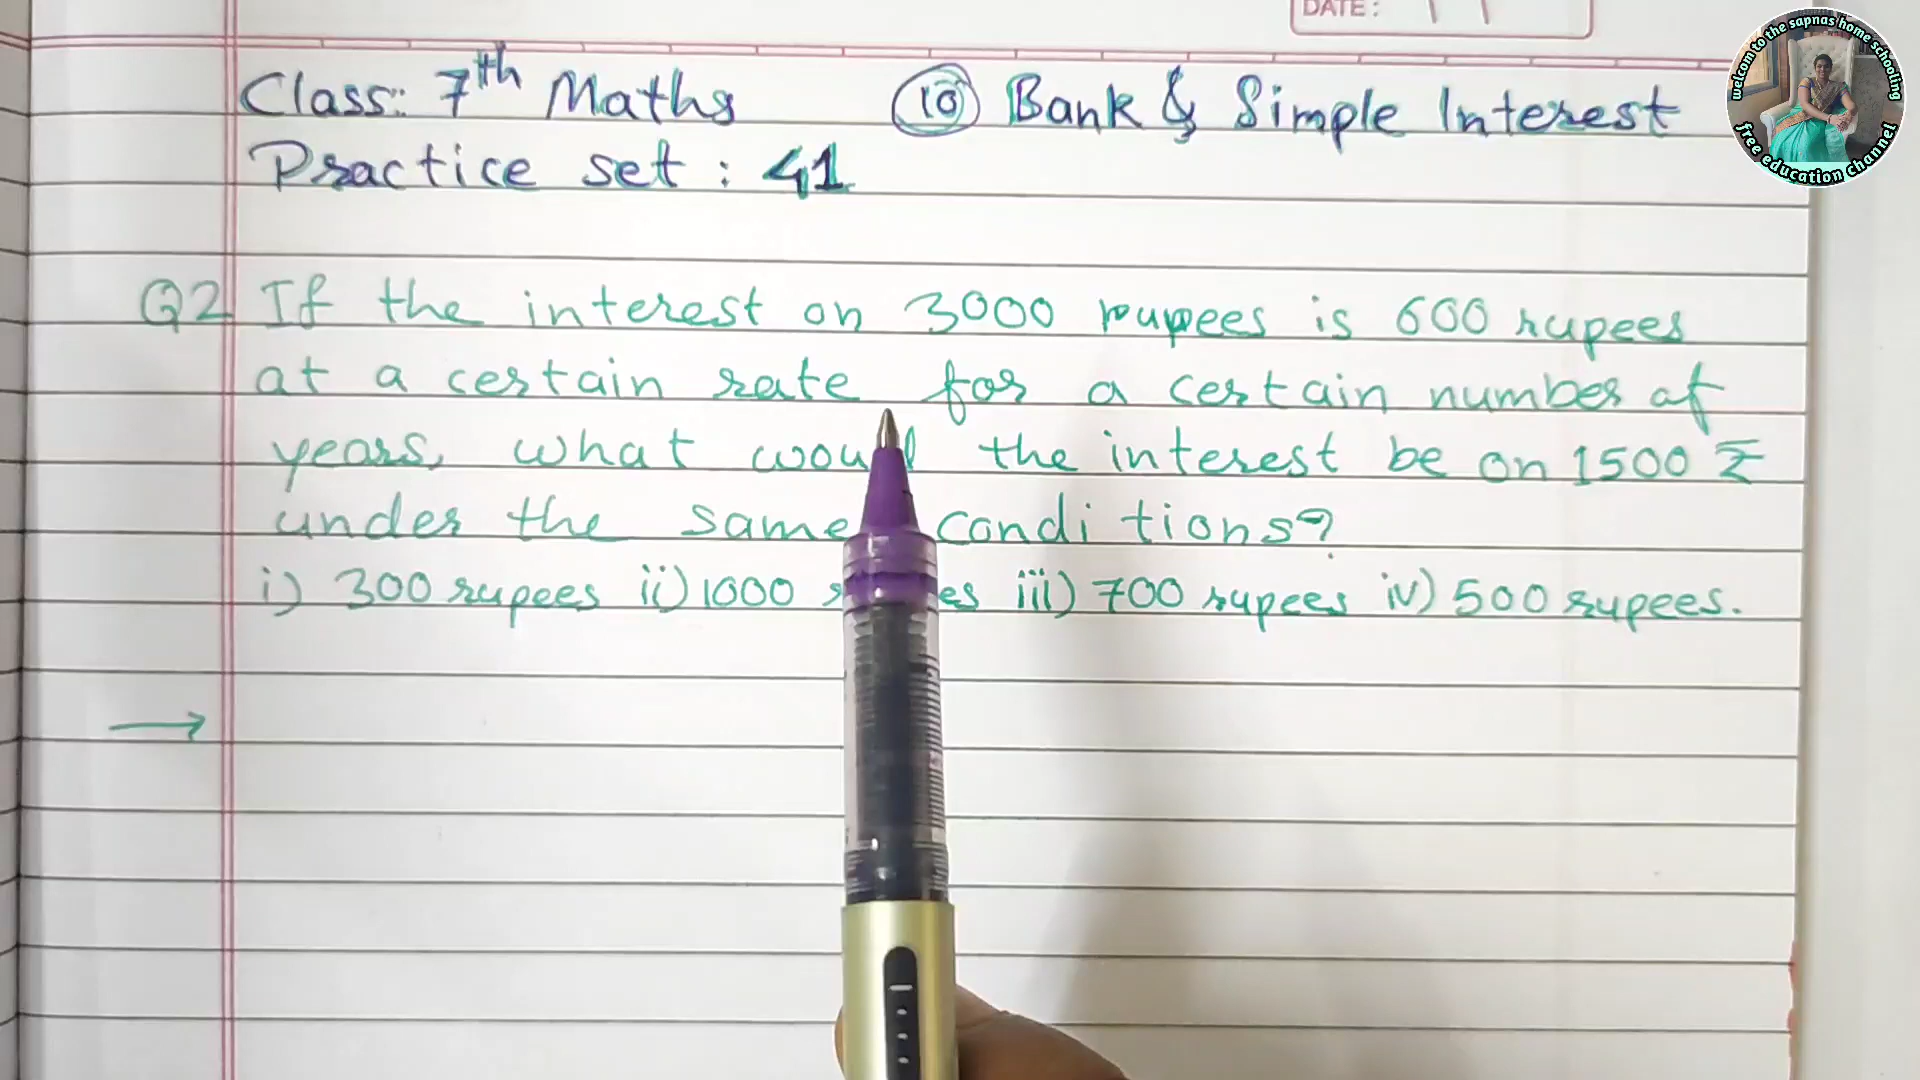 DATE:
welcom to the sapnas home schooling
free education channel
Class: 7th Maths 10 Bank & Simple Interest
Practice set : 41
Q2 If the interest on 3000 rupees is 600 rupees
at a certain rate for a certain number of
years, what would the interest be on 1500 ₹
under the same conditions?
i) 300 rupees ii) 1000 iii) 700 rupees iv) 500 rupees.